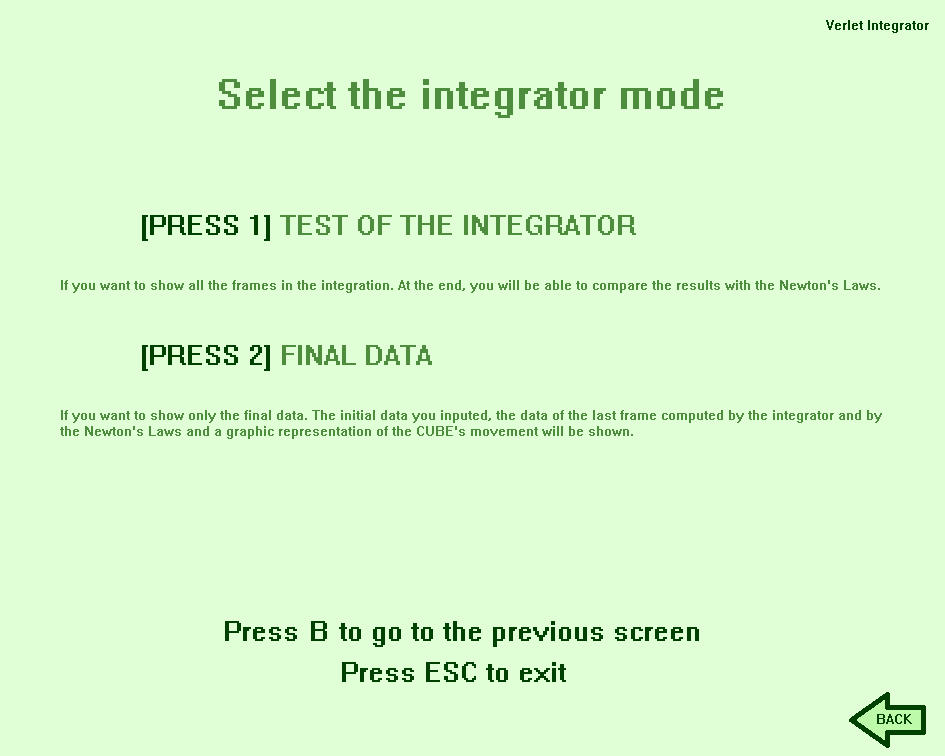 Verlet Integrator
Select the integrator mode
[PRESS 1] TEST OF THE INTEGRATOR
If you want to show all the frames in the integration. At the end, you will be able to compare the results with the Newton's Laws.
[PRESS 2] FINAL DATA
If you want to show only the final data. The initial data you inputed, the data of the last frame computed by the integrator and by
the Newton's Laws and a graphic representation of the CUBE's movement will be shown.
Press B to go to the previous screen
Press ESC to exit
BACK